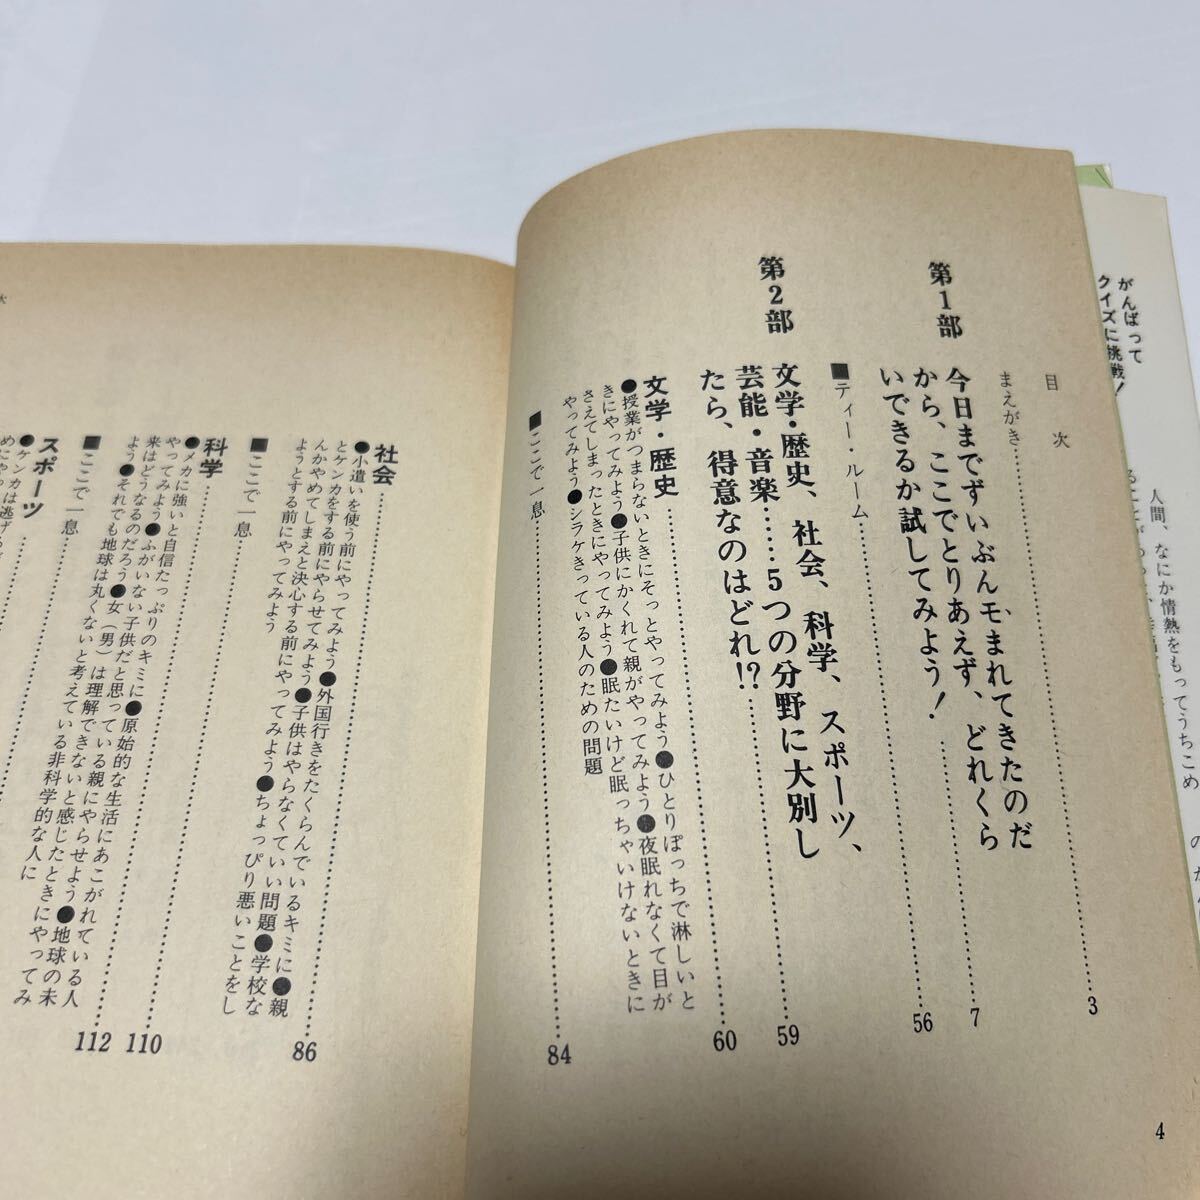 がんばって
クイズに挑戦！
人間、なにか情熱をもってうちこめ
目次
まえがき……3
第1部
今日までずいぶんモまれてきたのだ
から、ここでとりあえず、どれくら
いできるか試してみよう！……7
■ティー・ルーム……56
第2部
文学・歴史、社会、科学、スポーツ、
芸能・音楽……5つの分野に大別し
たら、得意なのはどれ!?……59
文学・歴史……60
●授業がつまらないときにそっとやってみよう●ひとりぽっちで淋しいと
きにやってみよう●子供にかくれて親がやってみよう●夜眠れなくて目が
さえてしまったときにやってみよう●眠たいけど眠っちゃいけないときに
やってみよう●シラケきっている人のための問題
■ここで一息……84
4
社会……86
●小遣いを使う前にやってみよう●外国行きをたくらんでいるキミに●親
とケンカをする前にやらせてみよう●子供はやらなくていい問題●学校な
んかやめてしまえと決心する前にやってみよう●ちょっぴり悪いことをし
ようとする前にやってみよう
■ここで一息……110
科学……112
●メカに強いと自信たっぷりのキミに●原始的な生活にあこがれている人
やってみよう●ふがいない子供だと思っている親にやらせよう●地球の未
来はどうなるのだろう●女（男）は理解できないと感じたときにやってみ
よう●それでも地球は丸くないと考えている非科学的な人に
■ここで一息
スポーツ
●ケンカは逃げる
めにやっ
次